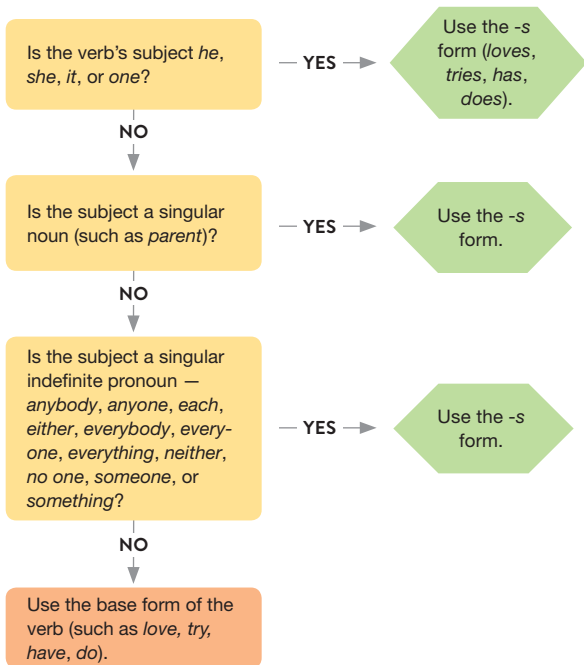 Is the verb's subject he,
she, it, or one?
YES
Use the -s
form (loves,
tries, has,
does).
NO
Is the subject a singular
noun (such as parent)?
YES
Use the -s
form.
NO
Is the subject a singular
indefinite pronoun —
anybody, anyone, each,
either, everybody, every-
one, everything, neither,
no one, someone, or
something?
YES
Use the -s
form.
NO
Use the base form of the
verb (such as love, try,
have, do).